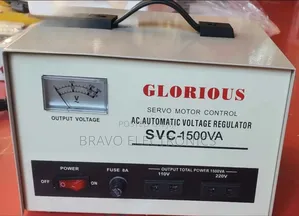 GLORIOUS
SERVO MOTOR CONTROL
AC AUTOMATIC VOLTAGE REGULATOR
SVC-1500VA
V
OUTPUT VOLTAGE
BRAVO ELECTRONICS
POWER
OFF
ON
FUSE 8A
OUTPUT TOTAL POWER 1500VA
110V
220V